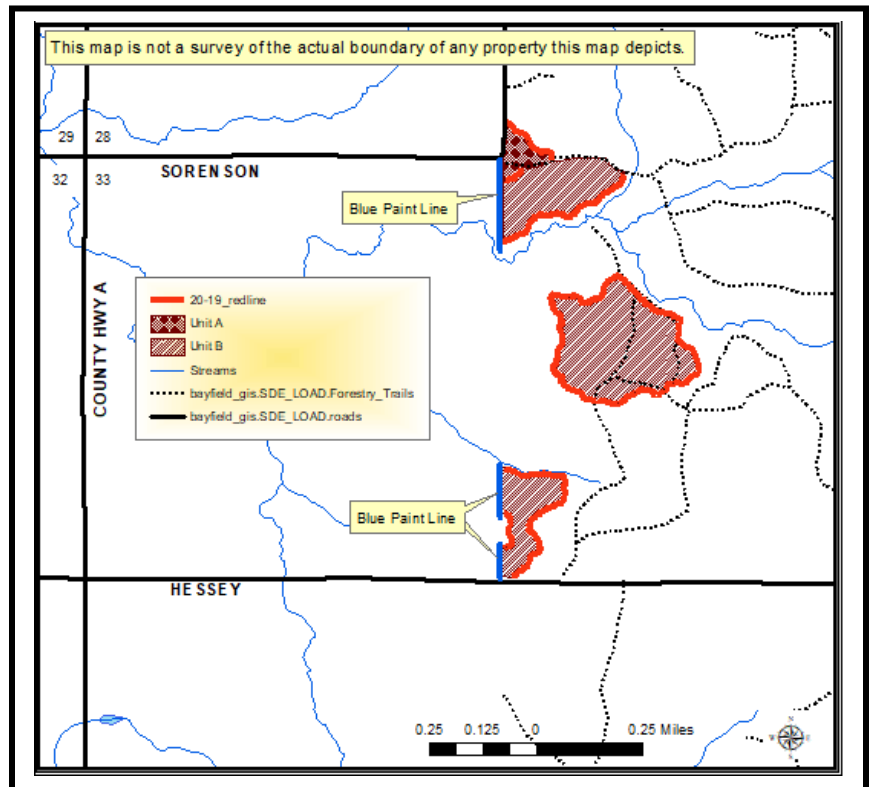 This map is not a survey of the actual boundary of any property this map depicts.
29 28
32 33
SORENSON
Blue Paint Line
COUNTY HWY A
20-19_redline
Unit A
Unit B
Streams
bayfield_gis.SDE_LOAD.Forestry_Trails
bayfield_gis.SDE_LOAD.roads
Blue Paint Line
HESSEY
0.25 0.125 0 0.25 Miles
N
W E
S